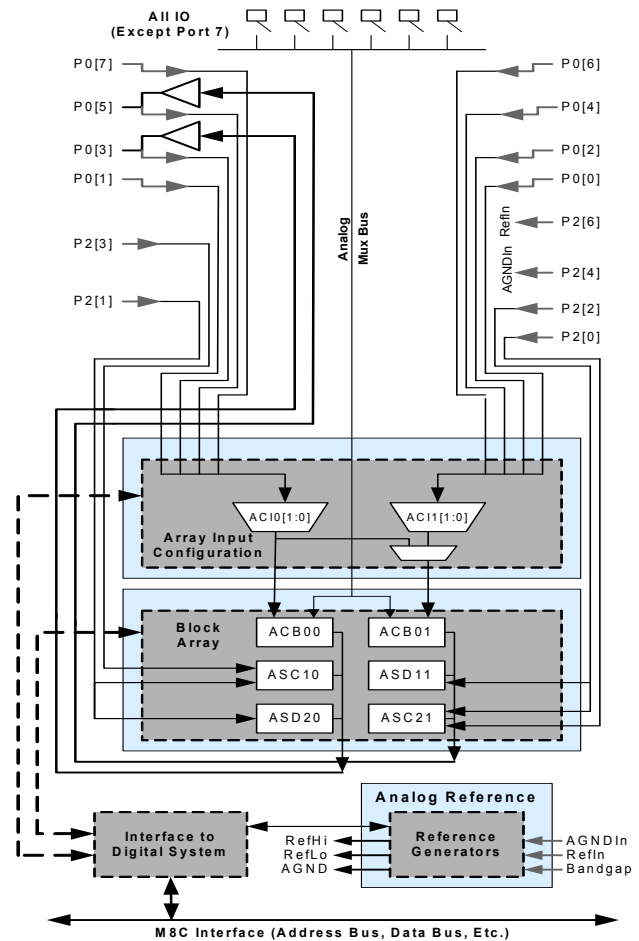 All IO
(Except Port 7)
P0[7]
P0[5]
P0[3]
P0[1]
P2[3]
P2[1]
P0[6]
P0[4]
P0[2]
P0[0]
P2[6]
P2[4]
P2[2]
P2[0]
AGNDIn RefIn
Analog
Mux Bus
ACI0[1:0]
ACI1[1:0]
Array Input
Configuration
Block
Array
ACB00
ACB01
ASC10
ASD11
ASD20
ASC21
Analog Reference
Interface to
Digital System
RefHi
RefLo
AGND
Reference
Generators
AGNDIn
RefIn
Bandgap
M8C Interface (Address Bus, Data Bus, Etc.)